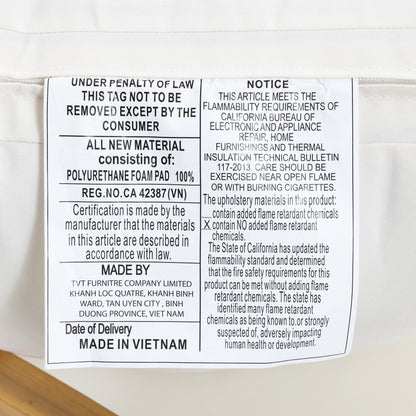 UNDER PENALTY OF LAW
THIS TAG NOT TO BE
REMOVED EXCEPT BY THE
CONSUMER
ALL NEW MATERIAL
consisting of:
POLYURETHANE FOAM PAD 100%
REG.NO.CA 42387(VN)
Certification is made by the
manufacturer that the materials
in this article are described in
accordance with law.
MADE BY
TVT FURNITRE COMPANY LIMITED
KHANH LOC QUATRE, KHANH BINH
WARD, TAN UYEN CITY , BINH
DUONG PROVINCE, VIET NAM
Date of Delivery
MADE IN VIETNAM
NOTICE
THIS ARTICLE MEETS THE
FLAMMABILITY REQUIREMENTS OF
CALIFORNIA BUREAU OF
ELECTRONIC AND APPLIANCE
REPAIR, HOME
FURNISHINGS AND THERMAL
INSULATION TECHNICAL BULLETIN
117-2013. CARE SHOULD BE
EXERCISED NEAR OPEN FLAME
OR WITH BURNING CIGARETTES.
The upholstery materials in this product:
__contain added flame retardant chemicals
X contain NO added flame retardant
chemicals.
The State of California has updated the
flammability standard and determined
that the fire safety requirements for this
product can be met without adding flame
retardant chemicals. The state has
identified many flame retardant
chemicals as being known to, or strongly
suspected of, adversely impacting
human health or development.